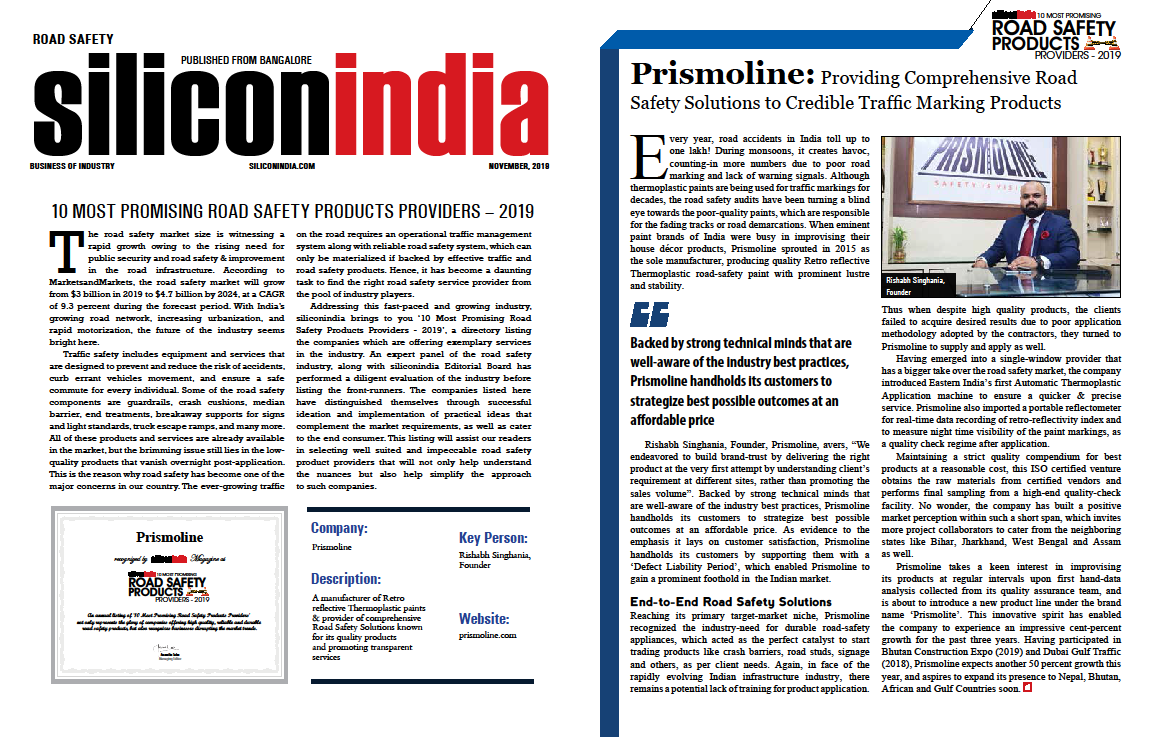 ROAD SAFETY
PUBLISHED FROM BANGALORE
siliconindia
BUSINESS OF INDUSTRY
SILICONINDIA.COM
NOVEMBER, 2019
10 MOST PROMISING ROAD SAFETY PRODUCTS PROVIDERS – 2019
The road safety market size is witnessing a
rapid growth owing to the rising need for
public security and road safety & improvement
in the road infrastructure. According to
MarketsandMarkets, the road safety market will grow
from $3 billion in 2019 to $4.7 billion by 2024, at a CAGR
of 9.3 percent during the forecast period. With India's
growing road network, increasing urbanization, and
rapid motorization, the future of the industry seems
bright here.
Traffic safety includes equipment and services that
are designed to prevent and reduce the risk of accidents,
curb errant vehicles movement, and ensure a safe
commute for every individual. Some of the road safety
components are guardrails, crash cushions, median
barrier, end treatments, breakaway supports for signs
and light standards, truck escape ramps, and many more.
All of these products and services are already available
in the market, but the brimming issue still lies in the low-
quality products that vanish overnight post-application.
This is the reason why road safety has become one of the
major concerns in our country. The ever-growing traffic
on the road requires an operational traffic management
system along with reliable road safety system, which can
only be materialized if backed by effective traffic and
road safety products. Hence, it has become a daunting
task to find the right road safety service provider from
the pool of industry players.
Addressing this fast-paced and growing industry,
siliconindia brings to you '10 Most Promising Road
Safety Products Providers - 2019', a directory listing
the companies which are offering exemplary services
in the industry. An expert panel of the road safety
industry, along with siliconindia Editorial Board has
performed a diligent evaluation of the industry before
listing the front-runners. The companies listed here
have distinguished themselves through successful
ideation and implementation of practical ideas that
complement the market requirements, as well as cater
to the end consumer. This listing will assist our readers
in selecting well suited and impeccable road safety
product providers that will not only help understand
the nuances but also help simplify the approach
to such companies.
Prismoline
recognized by siliconindia Magazine as
10 MOST PROMISING
ROAD SAFETY
PRODUCTS
PROVIDERS - 2019
An annual listing of '10 Most Promising Road Safety Products Providers'
not only represents the glory of companies offering high quality, reliable and durable
road safety products, but also recognizes businesses disrupting the market trends.
Managing Editor
Company:
Prismoline
Description:
A manufacturer of Retro
reflective Thermoplastic paints
& provider of comprehensive
Road Safety Solutions known
for its quality products
and promoting transparent
services
Key Person:
Rishabh Singhania,
Founder
Website:
prismoline.com
10 MOST PROMISING
ROAD SAFETY
PRODUCTS
PROVIDERS - 2019
Prismoline: Providing Comprehensive Road
Safety Solutions to Credible Traffic Marking Products
Every year, road accidents in India toll up to
one lakh! During monsoons, it creates havoc,
counting-in more numbers due to poor road
marking and lack of warning signals. Although
thermoplastic paints are being used for traffic markings for
decades, the road safety audits have been turning a blind
eye towards the poor-quality paints, which are responsible
for the fading tracks or road demarcations. When eminent
paint brands of India were busy in improvising their
house décor products, Prismoline sprouted in 2015 as
the sole manufacturer, producing quality Retro reflective
Thermoplastic road-safety paint with prominent lustre
and stability.
Backed by strong technical minds that are
well-aware of the industry best practices,
Prismoline handholds its customers to
strategize best possible outcomes at an
affordable price
Rishabh Singhania, Founder, Prismoline, avers, “We
endeavored to build brand-trust by delivering the right
product at the very first attempt by understanding client's
requirement at different sites, rather than promoting the
sales volume”. Backed by strong technical minds that
are well-aware of the industry best practices, Prismoline
handholds its customers to strategize best possible
outcomes at an affordable price. As evidence to the
emphasis it lays on customer satisfaction, Prismoline
handholds its customers by supporting them with a
‘Defect Liability Period’, which enabled Prismoline to
gain a prominent foothold in the Indian market.
End-to-End Road Safety Solutions
Reaching its primary target-market niche, Prismoline
recognized the industry-need for durable road-safety
appliances, which acted as the perfect catalyst to start
trading products like crash barriers, road studs, signage
and others, as per client needs. Again, in face of the
rapidly evolving Indian infrastructure industry, there
remains a potential lack of training for product application.
PRISMOLINE
SAFETY IS VISI
Rishabh Singhania,
Founder
Thus when despite high quality products, the clients
failed to acquire desired results due to poor application
methodology adopted by the contractors, they turned to
Prismoline to supply and apply as well.
Having emerged into a single-window provider that
has a bigger take over the road safety market, the company
introduced Eastern India's first Automatic Thermoplastic
Application machine to ensure a quicker & precise
service. Prismoline also imported a portable reflectometer
for real-time data recording of retro-reflectivity index and
to measure night time visibility of the paint markings, as
a quality check regime after application.
Maintaining a strict quality compendium for best
products at a reasonable cost, this ISO certified venture
obtains the raw materials from certified vendors and
performs final sampling from a high-end quality-check
facility. No wonder, the company has built a positive
market perception within such a short span, which invites
more project collaborators to cater from the neighboring
states like Bihar, Jharkhand, West Bengal and Assam
as well.
Prismoline takes a keen interest in improvising
its products at regular intervals upon first hand-data
analysis collected from its quality assurance team, and
is about to introduce a new product line under the brand
name ‘Prismolite’. This innovative spirit has enabled
the company to experience an impressive cent-percent
growth for the past three years. Having participated in
Bhutan Construction Expo (2019) and Dubai Gulf Traffic
(2018), Prismoline expects another 50 percent growth this
year, and aspires to expand its presence to Nepal, Bhutan,
African and Gulf Countries soon.